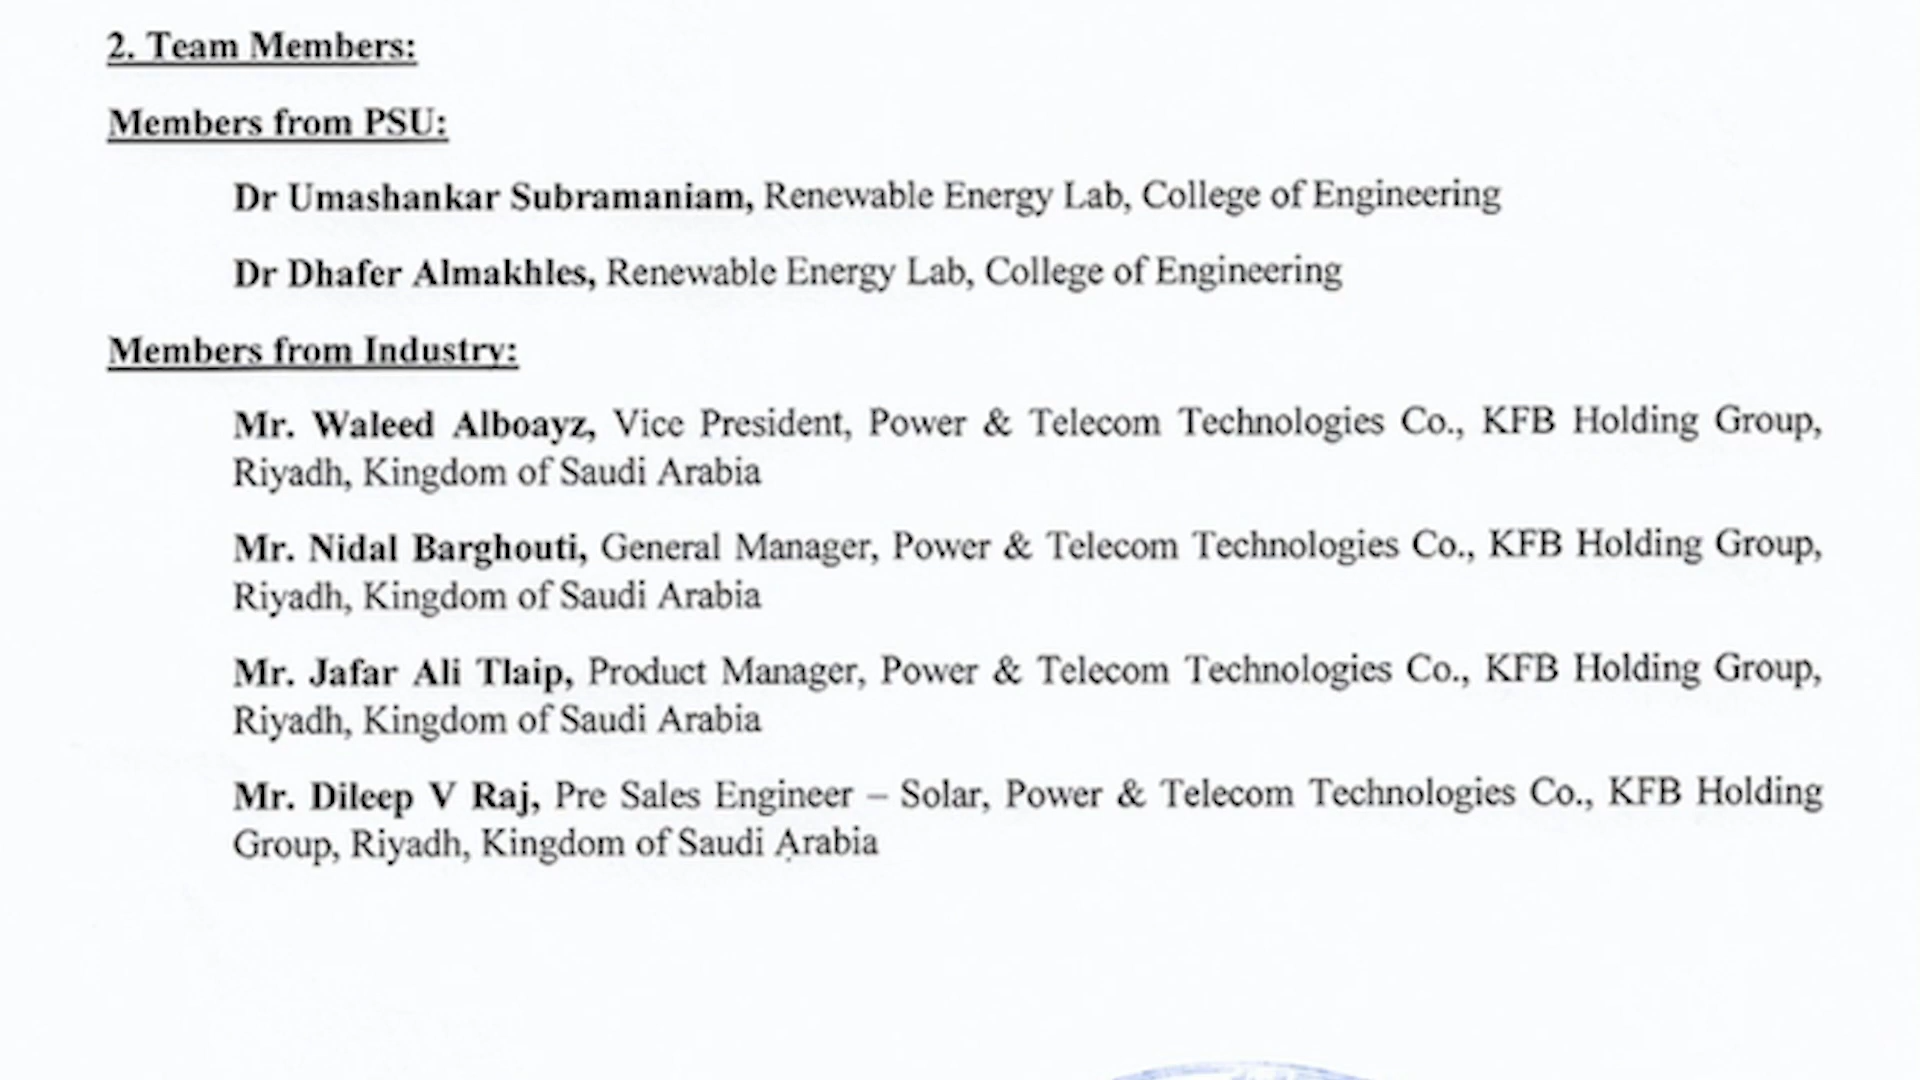 2. Team Members:
Members from PSU:
Dr Umashankar Subramaniam, Renewable Energy Lab, College of Engineering
Dr Dhafer Almakhles, Renewable Energy Lab, College of Engineering
Members from Industry:
Mr. Waleed Alboayz, Vice President, Power & Telecom Technologies Co., KFB Holding Group,
Riyadh, Kingdom of Saudi Arabia
Mr. Nidal Barghouti, General Manager, Power & Telecom Technologies Co., KFB Holding Group,
Riyadh, Kingdom of Saudi Arabia
Mr. Jafar Ali Tlaip, Product Manager, Power & Telecom Technologies Co., KFB Holding Group,
Riyadh, Kingdom of Saudi Arabia
Mr. Dileep V Raj, Pre Sales Engineer – Solar, Power & Telecom Technologies Co., KFB Holding
Group, Riyadh, Kingdom of Saudi Arabia